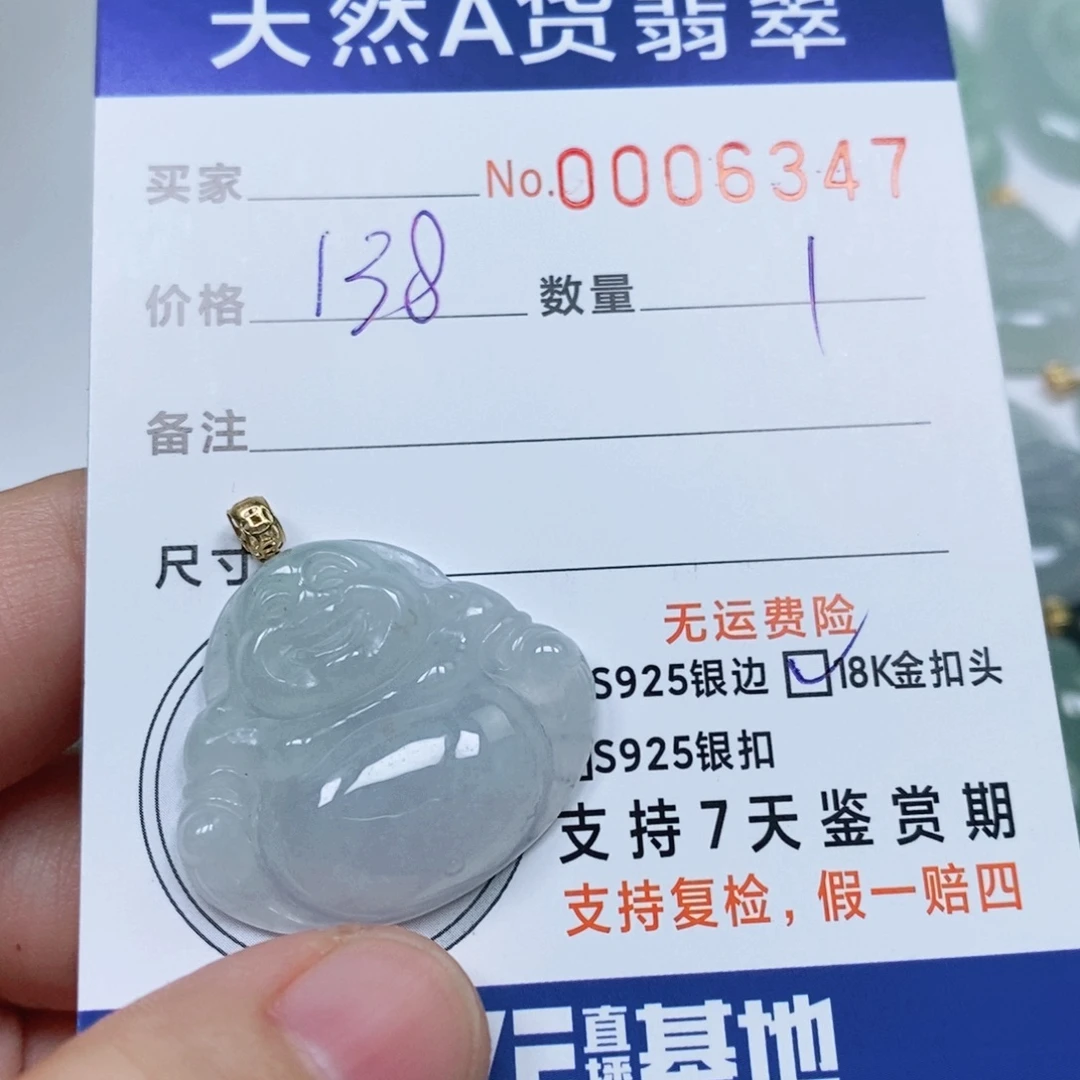 天然A货翡翠
买家 No.0006347
价格 138 数量 1
备注
尺寸
无运费险
S925银边 18K金扣头
S925银扣
支持7天鉴赏期
支持复检，假一赔四
直播基地